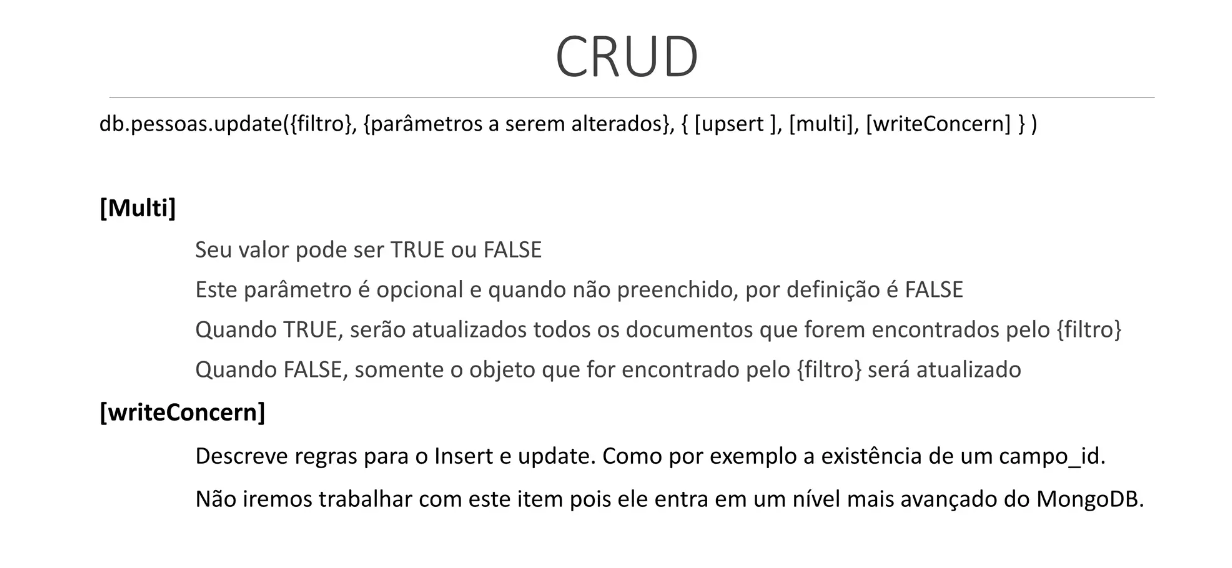 CRUD
db.pessoas.update({filtro}, {parâmetros a serem alterados}, { [upsert ], [multi], [writeConcern] } )
[Multi]
Seu valor pode ser TRUE ou FALSE
Este parâmetro é opcional e quando não preenchido, por definição é FALSE
Quando TRUE, serão atualizados todos os documentos que forem encontrados pelo {filtro}
Quando FALSE, somente o objeto que for encontrado pelo {filtro} será atualizado
[writeConcern]
Descreve regras para o Insert e update. Como por exemplo a existência de um campo_id.
Não iremos trabalhar com este item pois ele entra em um nível mais avançado do MongoDB.